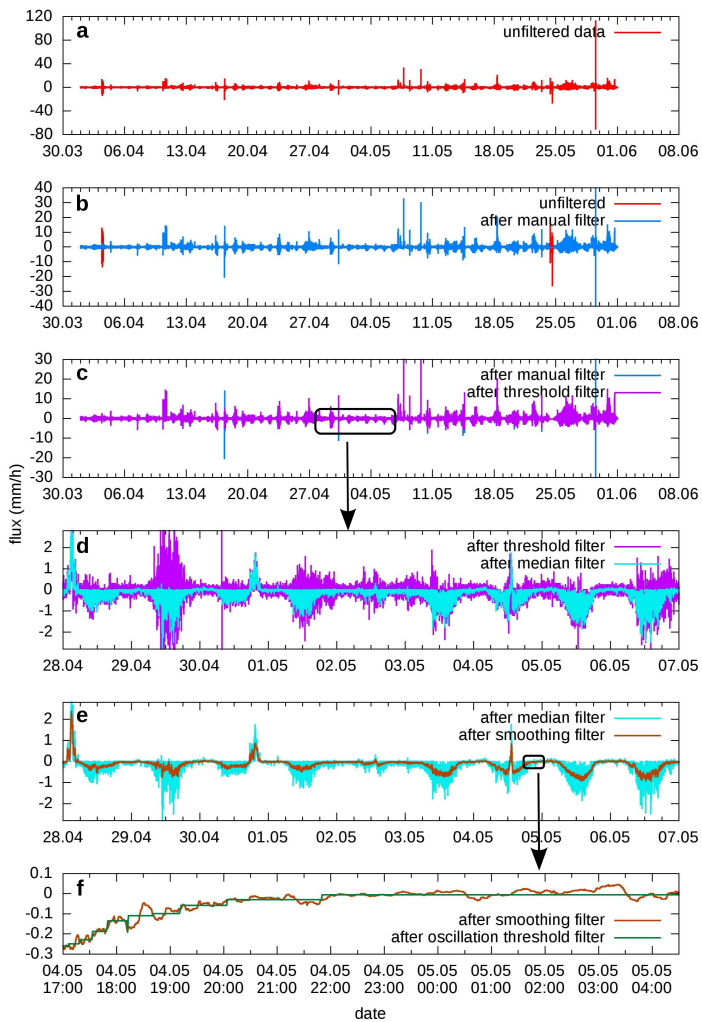 a
unfiltered data
120
80
40
0
-40
-80
30.03 06.04 13.04 20.04 27.04 04.05 11.05 18.05 25.05 01.06 08.06
b
unfiltered
after manual filter
40
30
20
10
0
-10
-20
-30
-40
30.03 06.04 13.04 20.04 27.04 04.05 11.05 18.05 25.05 01.06 08.06
c
after manual filter
after threshold filter
30
20
10
0
-10
-20
-30
30.03 06.04 13.04 20.04 27.04 04.05 11.05 18.05 25.05 01.06 08.06
flux (mm/h)
d
after threshold filter
after median filter
2
1
0
-1
-2
28.04 29.04 30.04 01.05 02.05 03.05 04.05 05.05 06.05 07.05
e
after median filter
after smoothing filter
2
1
0
-1
-2
28.04 29.04 30.04 01.05 02.05 03.05 04.05 05.05 06.05 07.05
f
after smoothing filter
after oscillation threshold filter
0.1
0
-0.1
-0.2
-0.3
04.05 04.05 04.05 04.05 04.05 04.05 04.05 05.05 05.05 05.05 05.05 05.05
17:00 18:00 19:00 20:00 21:00 22:00 23:00 00:00 01:00 02:00 03:00 04:00
date